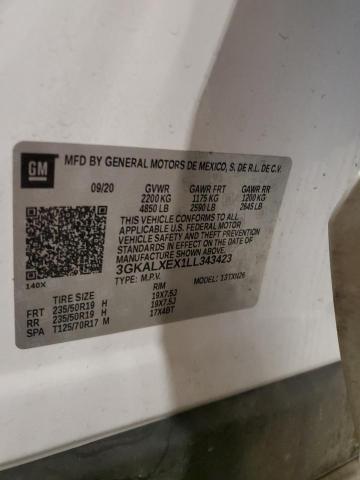 GM
MFD BY GENERAL MOTORS DE MEXICO, S. DE R.L. DE C.V.
09/20 GVWR GAWR FRT GAWR RR
2200 KG 1175 KG 1200 KG
4850 LB 2590 LB 2645 LB
THIS VEHICLE CONFORMS TO ALL
APPLICABLE U.S. FEDERAL MOTOR
VEHICLE SAFETY, BUMPER, AND THEFT PREVENTION
STANDARDS IN EFFECT ON THE DATE OF
MANUFACTURE SHOWN ABOVE.
3GKALXEX1LL343423
TYPE: M.P.V. MODEL: 13TXN26
140X
TIRE SIZE RIM
FRT 235/50R19 H 19X7.5J
RR 235/50R19 H 19X7.5J
SPA T125/70R17 M 17X4BT